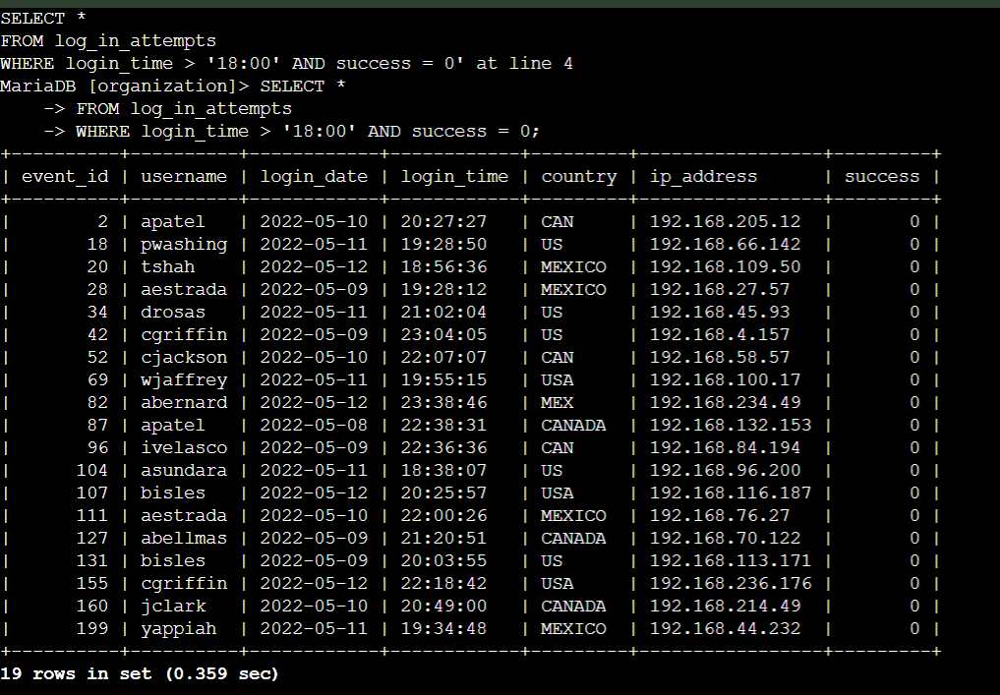 SELECT *
FROM log_in_attempts
WHERE login_time > '18:00' AND success = 0' at line 4
MariaDB [organization]> SELECT *
    -> FROM log_in_attempts
    -> WHERE login_time > '18:00' AND success = 0;
+----------+----------+------------+------------+---------+-----------------+---------+
| event_id | username | login_date | login_time | country | ip_address      | success |
+----------+----------+------------+------------+---------+-----------------+---------+
|        2 | apatel   | 2022-05-10 | 20:27:27   | CAN     | 192.168.205.12  |       0 |
|       18 | pwashing | 2022-05-11 | 19:28:50   | US      | 192.168.66.142  |       0 |
|       20 | tshah    | 2022-05-12 | 18:56:36   | MEXICO  | 192.168.109.50  |       0 |
|       28 | aestrada | 2022-05-09 | 19:28:12   | MEXICO  | 192.168.27.57   |       0 |
|       34 | drosas   | 2022-05-11 | 21:02:04   | US      | 192.168.45.93   |       0 |
|       42 | cgriffin | 2022-05-09 | 23:04:05   | US      | 192.168.4.157   |       0 |
|       52 | cjackson | 2022-05-10 | 22:07:07   | CAN     | 192.168.58.57   |       0 |
|       69 | wjaffrey | 2022-05-11 | 19:55:15   | USA     | 192.168.100.17  |       0 |
|       82 | abernard | 2022-05-12 | 23:38:46   | MEX     | 192.168.234.49  |       0 |
|       87 | apatel   | 2022-05-08 | 22:38:31   | CANADA  | 192.168.132.153 |       0 |
|       96 | ivelasco | 2022-05-09 | 22:36:36   | CAN     | 192.168.84.194  |       0 |
|      104 | asundara | 2022-05-11 | 18:38:07   | US      | 192.168.96.200  |       0 |
|      107 | bisles   | 2022-05-12 | 20:25:57   | USA     | 192.168.116.187 |       0 |
|      111 | aestrada | 2022-05-10 | 22:00:26   | MEXICO  | 192.168.76.27   |       0 |
|      127 | abellmas | 2022-05-09 | 21:20:51   | CANADA  | 192.168.70.122  |       0 |
|      131 | bisles   | 2022-05-09 | 20:03:55   | US      | 192.168.113.171 |       0 |
|      155 | cgriffin | 2022-05-12 | 22:18:42   | USA     | 192.168.236.176 |       0 |
|      160 | jclark   | 2022-05-10 | 20:49:00   | CANADA  | 192.168.214.49  |       0 |
|      199 | yappiah  | 2022-05-11 | 19:34:48   | MEXICO  | 192.168.44.232  |       0 |
+----------+----------+------------+------------+---------+-----------------+---------+
19 rows in set (0.359 sec)